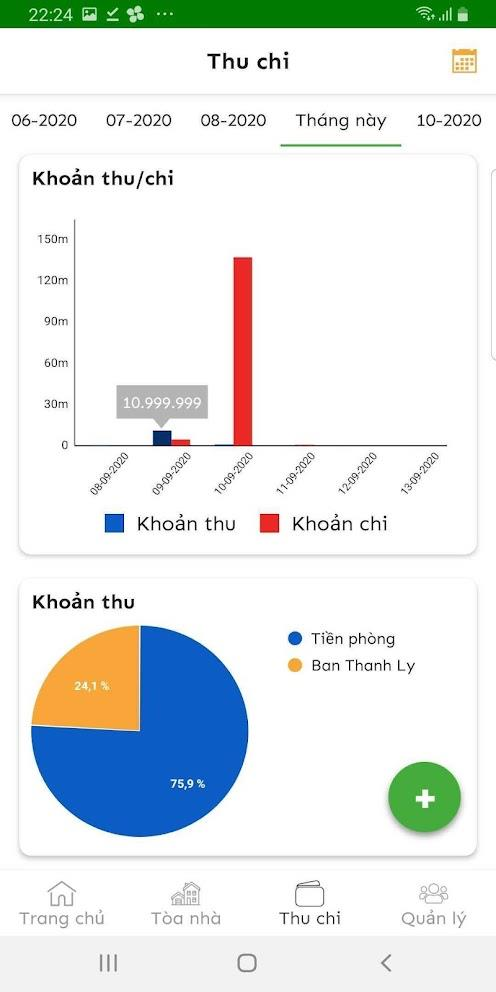 22:24
Thu chi
06-2020 07-2020 08-2020 Tháng này 10-2020
Khoản thu/chi
150m
120m
90m
60m
30m
0
10.999.999
08-09-2020 09-09-2020 10-09-2020 11-09-2020 12-09-2020 13-09-2020
Khoản thu Khoản chi
Khoản thu
Tiền phòng
Ban Thanh Ly
24,1 %
75,9 %
Trang chủ Tòa nhà Thu chi Quản lý